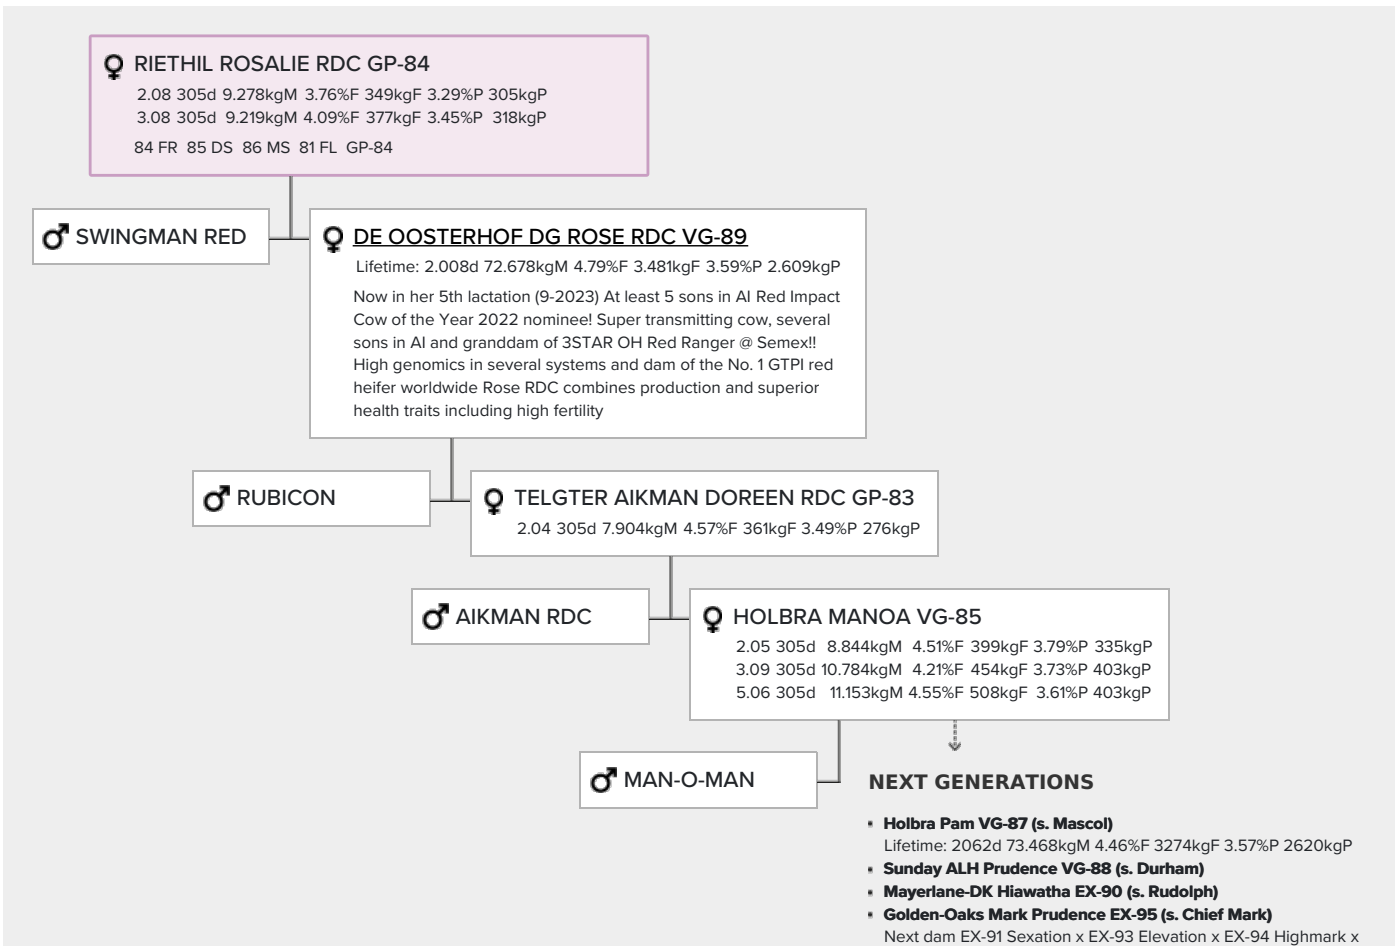 RIETHIL ROSALIE RDC GP-84
2.08 305d 9.278kgM 3.76%F 349kgF 3.29%P 305kgP
3.08 305d 9.219kgM 4.09%F 377kgF 3.45%P 318kgP
84 FR 85 DS 86 MS 81 FL GP-84
SWINGMAN RED
DE OOSTERHOF DG ROSE RDC VG-89
Lifetime: 2.008d 72.678kgM 4.79%F 3.481kgF 3.59%P 2.609kgP
Now in her 5th lactation (9-2023) At least 5 sons in AI Red Impact
Cow of the Year 2022 nominee! Super transmitting cow, several
sons in AI and granddam of 3STAR OH Red Ranger @ Semex!!
High genomics in several systems and dam of the No. 1 GTPI red
heifer worldwide Rose RDC combines production and superior
health traits including high fertility
RUBICON
TELGTER AIKMAN DOREEN RDC GP-83
2.04 305d 7.904kgM 4.57%F 361kgF 3.49%P 276kgP
AIKMAN RDC
HOLBRA MANOA VG-85
2.05 305d 8.844kgM 4.51%F 399kgF 3.79%P 335kgP
3.09 305d 10.784kgM 4.21%F 454kgF 3.73%P 403kgP
5.06 305d 11.153kgM 4.55%F 508kgF 3.61%P 403kgP
MAN-O-MAN
NEXT GENERATIONS
Holbra Pam VG-87 (s. Mascol)
Lifetime: 2062d 73.468kgM 4.46%F 3274kgF 3.57%P 2620kgP
Sunday ALH Prudence VG-88 (s. Durham)
Mayerlane-DK Hiawatha EX-90 (s. Rudolph)
Golden-Oaks Mark Prudence EX-95 (s. Chief Mark)
Next dam EX-91 Sexation x EX-93 Elevation x EX-94 Highmark x